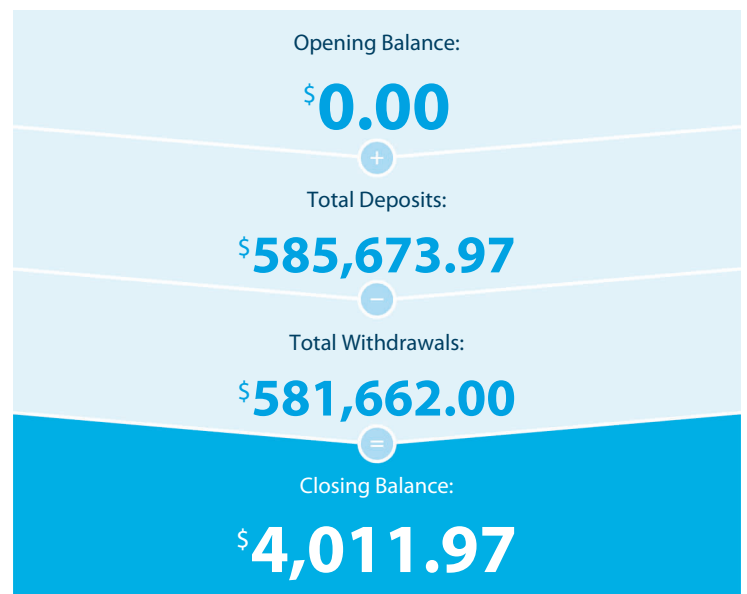 Opening Balance:
$0.00
+
Total Deposits:
$585,673.97
−
Total Withdrawals:
$581,662.00
=
Closing Balance:
$4,011.97